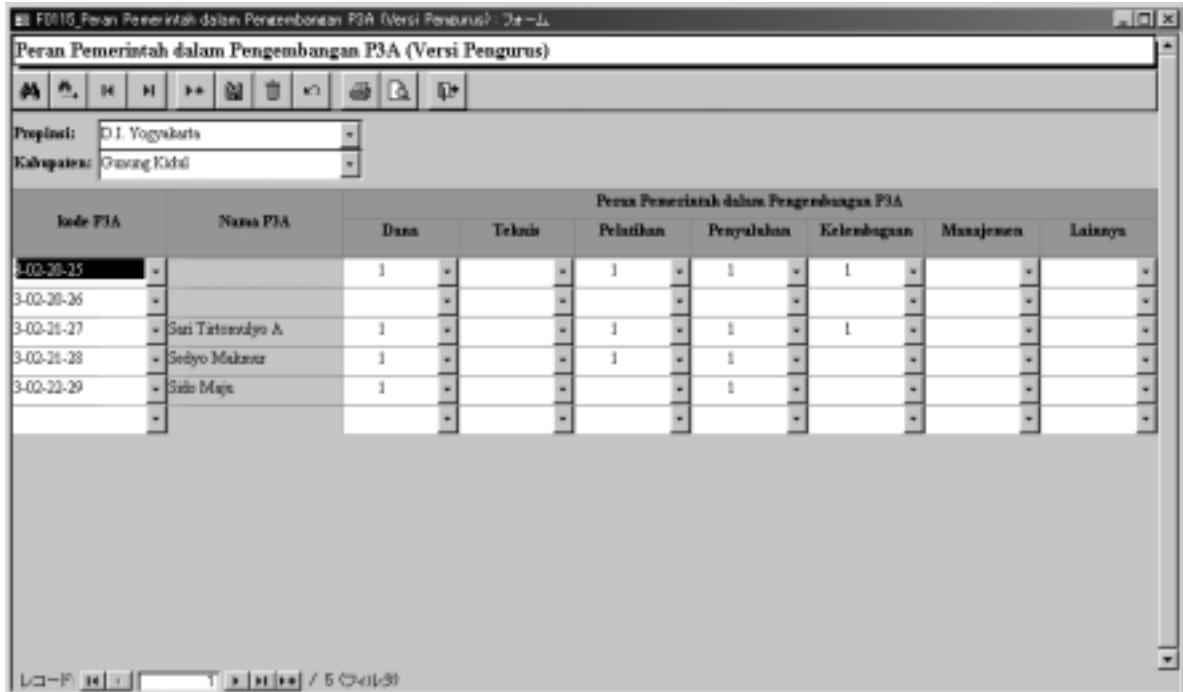 F0115_Peran Pemerintah dalam Pengembangan P3A (Versi Pengurus) : フォーム
Peran Pemerintah dalam Pengembangan P3A (Versi Pengurus)
Propinsi: D.I. Yogyakarta
Kabupaten: Gunung Kidul
Peran Pemerintah dalam Pengembangan P3A
kode P3A Nama P3A Dana Teknis Pelatihan Penyuluhan Kelembagaan Manajemen Lainnya
3-02-20-25 1 1 1 1
3-02-20-26
3-02-21-27 Sari Tirtomulyo A 1 1 1 1
3-02-21-28 Sedyo Makmur 1 1 1
3-02-22-29 Sido Maju 1 1
レコード: 1 / 5 (フィルタ)